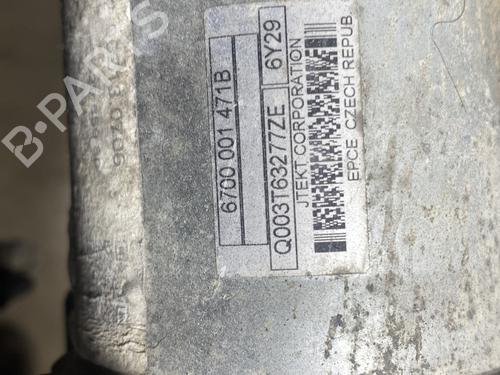 6700 001 471B
Q003T63277ZE 6Y29
JTEKT CORPORATION
EPCE CZECH REPUB
B PARTS